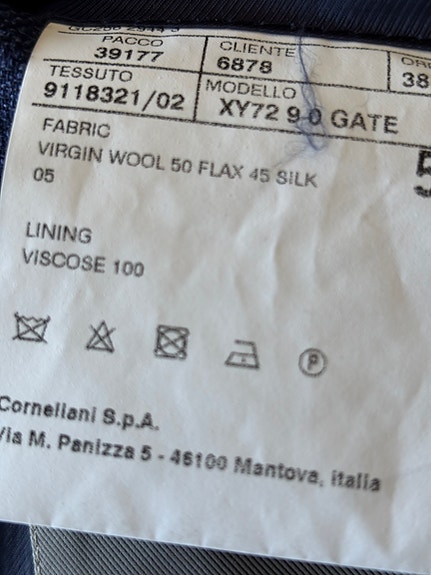 PACCO
39177
CLIENTE
6878
38
TESSUTO
9118321/02
MODELLO
XY72 9 0 GATE
FABRIC
VIRGIN WOOL 50 FLAX 45 SILK
05
LINING
VISCOSE 100
P
Corneliani S.p.A.
Via M. Panizza 5 - 46100 Mantova, italia